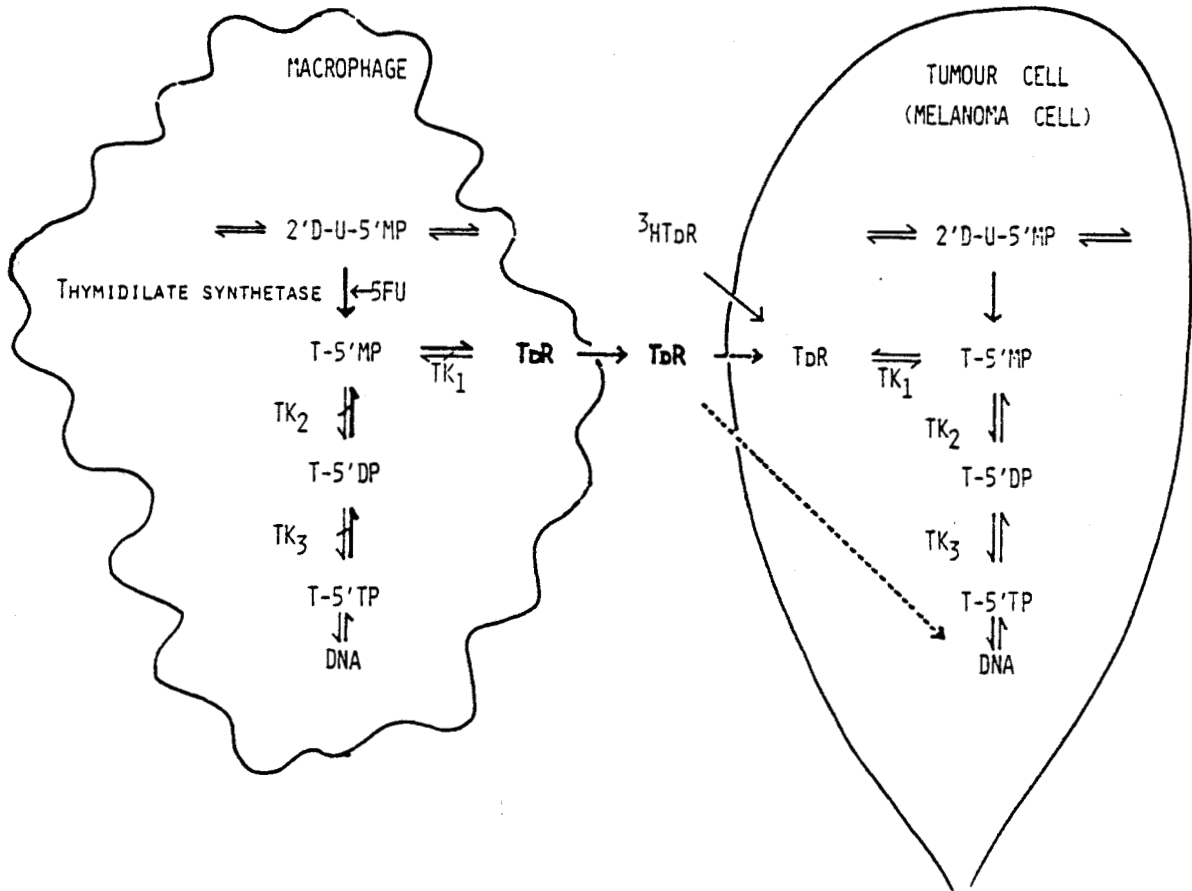 MACROPHAGE
2'D-U-5'MP
THYMIDILATE SYNTHETASE
5FU
T-5'MP
TK1
TDR
TK2
T-5'DP
TK3
T-5'TP
DNA
TDR
3HTDR
TUMOUR CELL
(MELANOMA CELL)
2'D-U-5'MP
TDR
TK1
T-5'MP
TK2
T-5'DP
TK3
T-5'TP
DNA